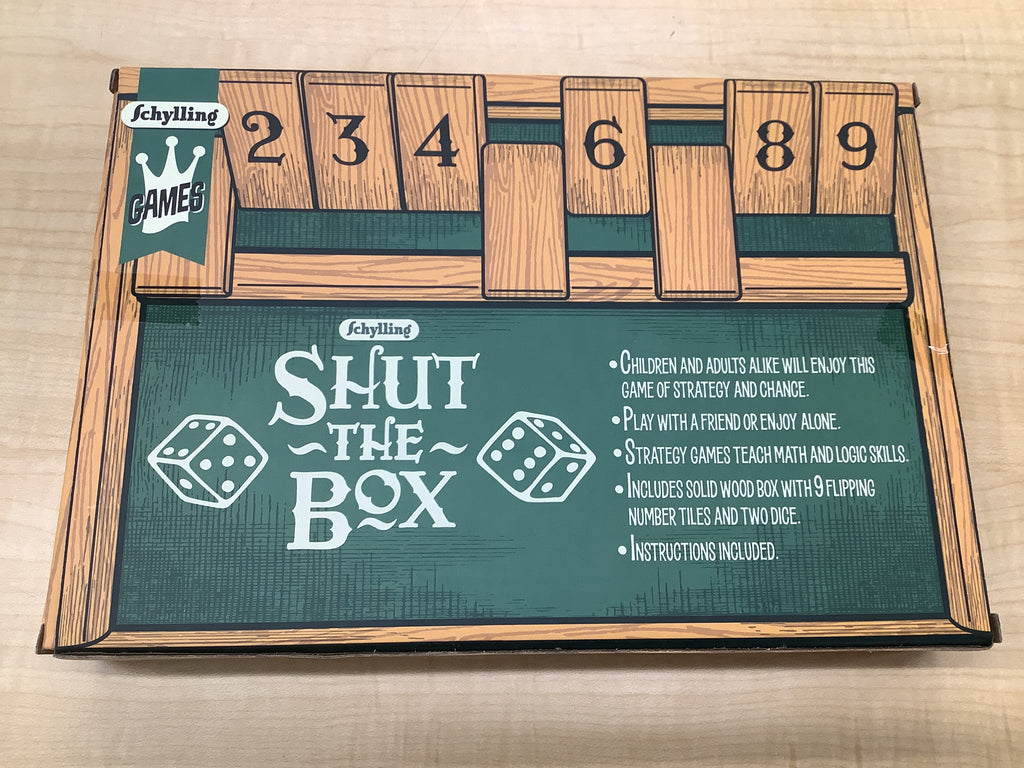 Schylling
GAMES
2 3 4 6 8 9
Schylling
SHUT
~THE~
BOX
•CHILDREN AND ADULTS ALIKE WILL ENJOY THIS
GAME OF STRATEGY AND CHANCE.
•PLAY WITH A FRIEND OR ENJOY ALONE.
•STRATEGY GAMES TEACH MATH AND LOGIC SKILLS.
•INCLUDES SOLID WOOD BOX WITH 9 FLIPPING
NUMBER TILES AND TWO DICE.
•INSTRUCTIONS INCLUDED.